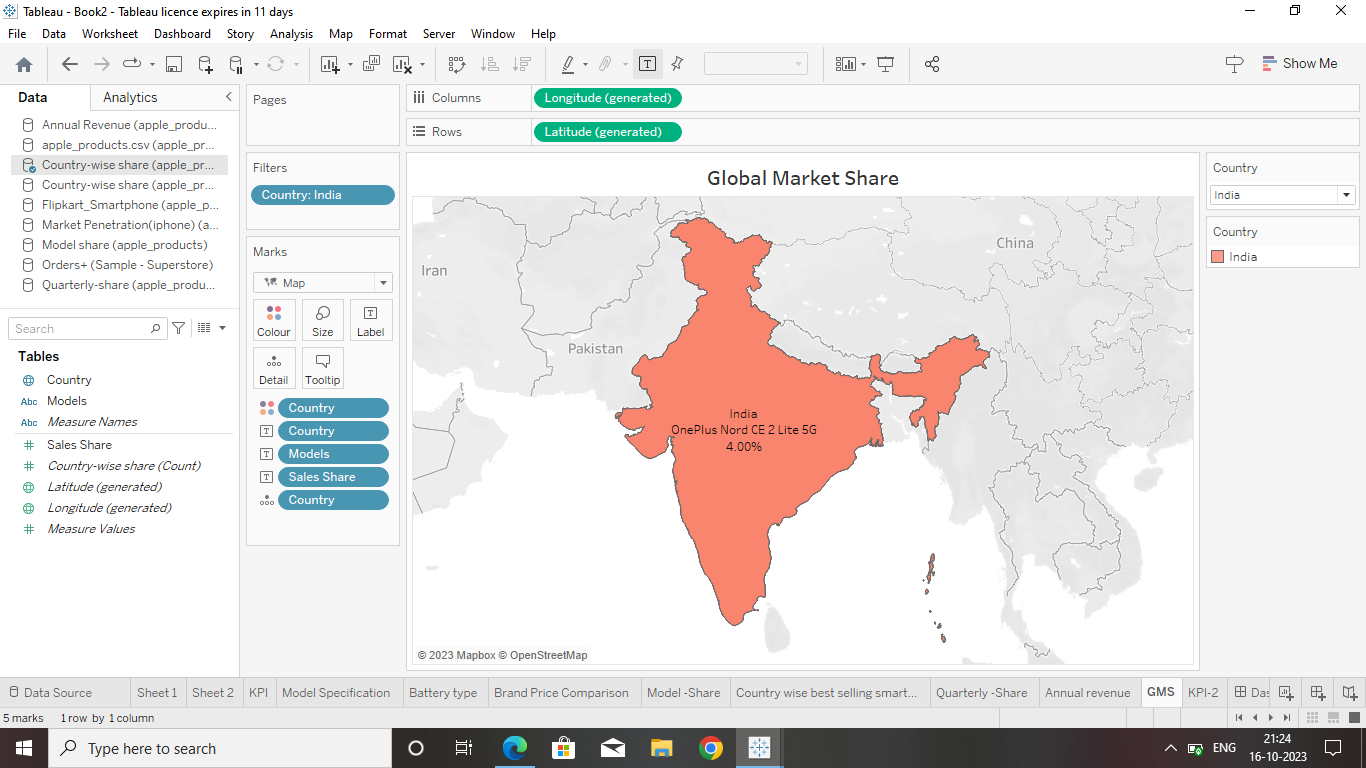 Tableau - Book2 - Tableau licence expires in 11 days
File Data Worksheet Dashboard Story Analysis Map Format Server Window Help
Show Me
Data Analytics
Annual Revenue (apple_produ...
apple_products.csv (apple_pr...
Country-wise share (apple_pr...
Country-wise share (apple_pr...
Flipkart_Smartphone (apple_p...
Market Penetration(iphone) (a...
Model share (apple_products)
Orders+ (Sample - Superstore)
Quarterly-share (apple_produ...
Search
Tables
Country
Abc Models
Abc Measure Names
Sales Share
Country-wise share (Count)
Latitude (generated)
Longitude (generated)
Measure Values
Pages
Filters
Country: India
Marks
Map
Colour Size Label
Detail Tooltip
Country
Country
Models
Sales Share
Country
Columns Longitude (generated)
Rows Latitude (generated)
Global Market Share
Iran
China
Pakistan
India
OnePlus Nord CE 2 Lite 5G
4.00%
© 2023 Mapbox © OpenStreetMap
Country
India
Country
India
Data Source Sheet 1 Sheet 2 KPI Model Specification Battery type Brand Price Comparison Model -Share Country wise best selling smart... Quarterly -Share Annual revenue GMS KPI-2 Das
5 marks 1 row by 1 column
Type here to search
ENG
21:24
16-10-2023